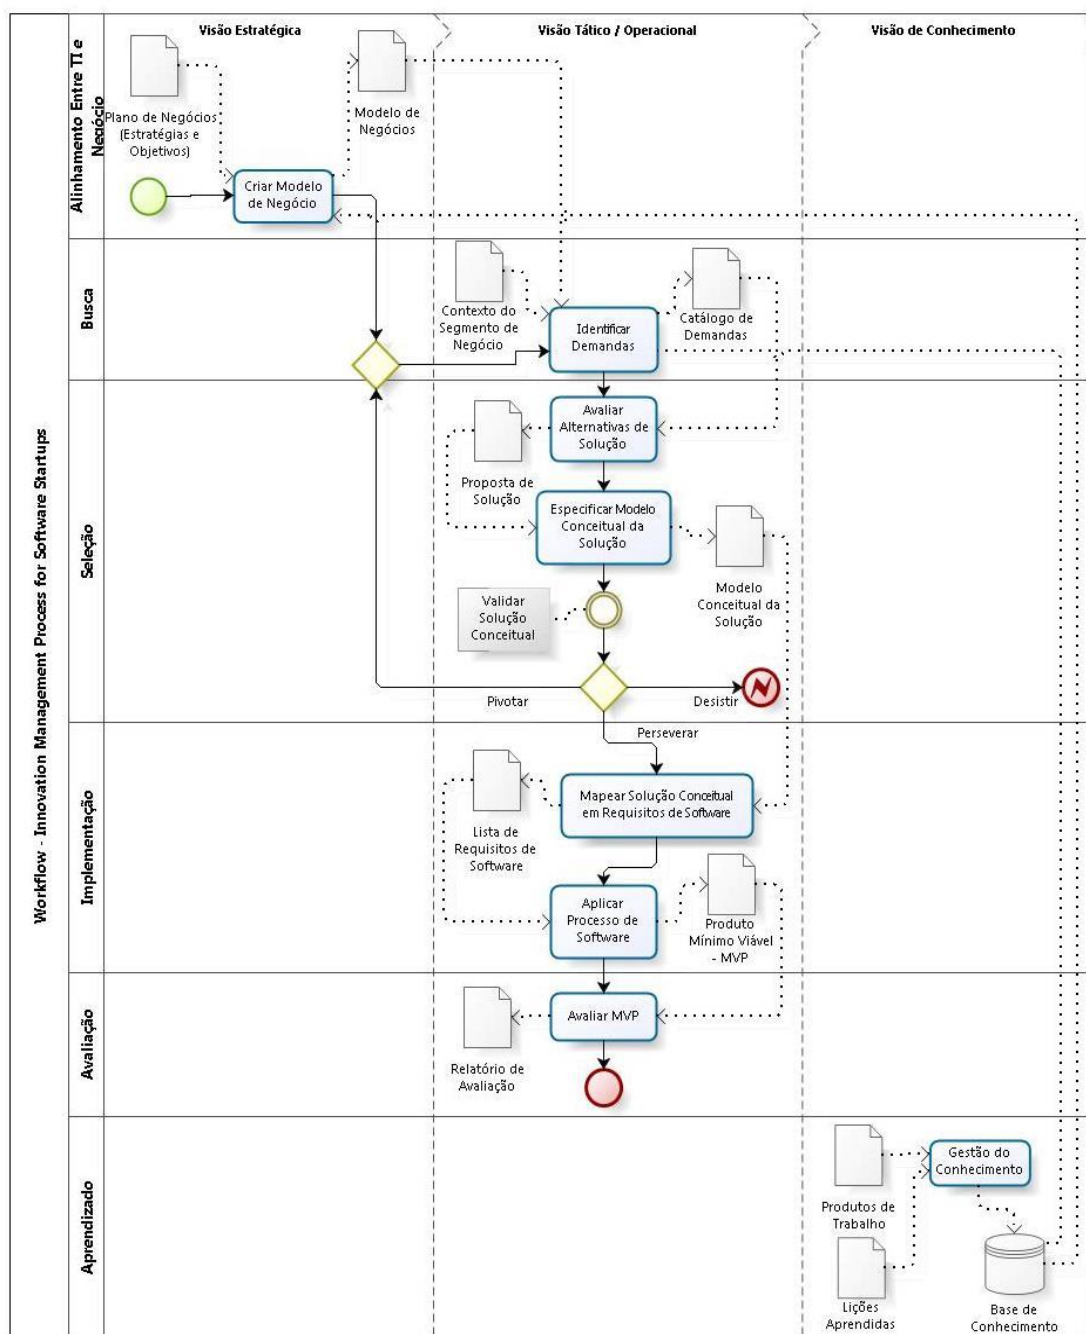 Workflow - Innovation Management Process for Software Startups
Visão Estratégica
Visão Tático / Operacional
Visão de Conhecimento
Alinhamento Entre TI e
Negócio
Plano de Negócios
(Estratégias e
Objetivos)
Modelo de
Negócios
Criar Modelo
de Negócio
Busca
Contexto do
Segmento de
Negócio
Identificar
Demandas
Catálogo de
Demandas
Seleção
Avaliar
Alternativas de
Solução
Proposta de
Solução
Especificar Modelo
Conceitual da
Solução
Modelo
Conceitual da
Solução
Validar
Solução
Conceitual
Pivotar
Desistir
Perseverar
Implementação
Mapear Solução Conceitual
em Requisitos de Software
Lista de
Requisitos de
Software
Aplicar
Processo de
Software
Produto
Mínimo Viável
- MVP
Avaliação
Avaliar MVP
Relatório de
Avaliação
Aprendizado
Gestão do
Conhecimento
Produtos de
Trabalho
Lições
Aprendidas
Base de
Conhecimento